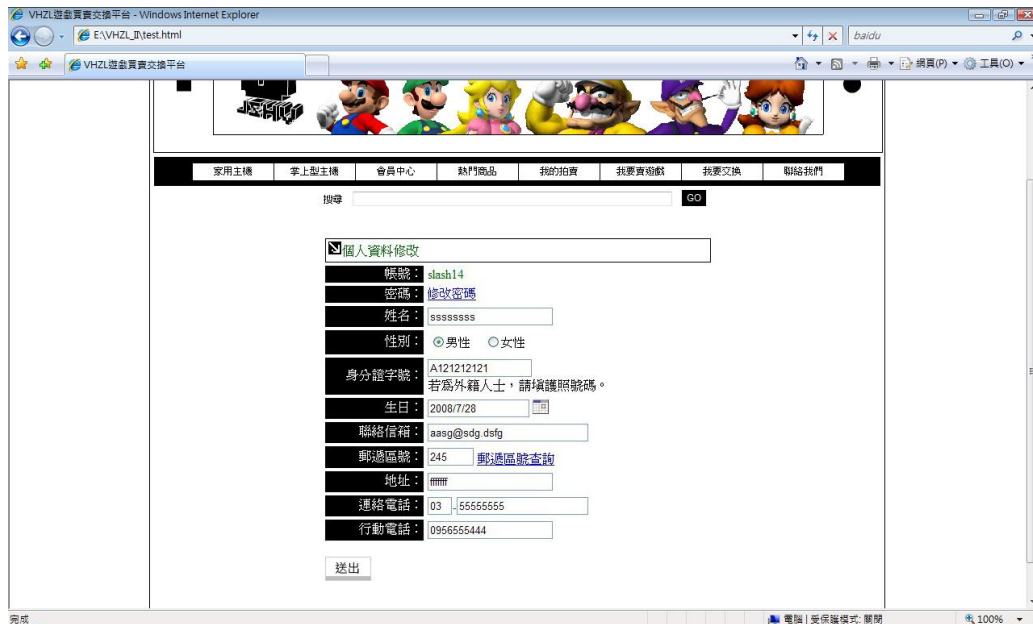 VHZL遊戲買賣交換平台 - Windows Internet Explorer
E:\VHZL_II\test.html
baidu
VHZL遊戲買賣交換平台
網頁(P) 工具(O)
家用主機 掌上型主機 會員中心 熱門商品 我的拍賣 我要賣遊戲 我要交換 聯絡我們
搜尋 GO
個人資料修改
帳號： slash14
密碼： 修改密碼
姓名： ssssssss
性別： 男性 女性
身分證字號： A121212121
若為外籍人士，請填護照號碼。
生日： 2008/7/28
聯絡信箱： aasg@sdg.dsfg
郵遞區號： 245 郵遞區號查詢
地址： fffffff
連絡電話： 03 - 55555555
行動電話： 0956555444
送出
完成 電腦 | 受保護模式: 關閉 100%